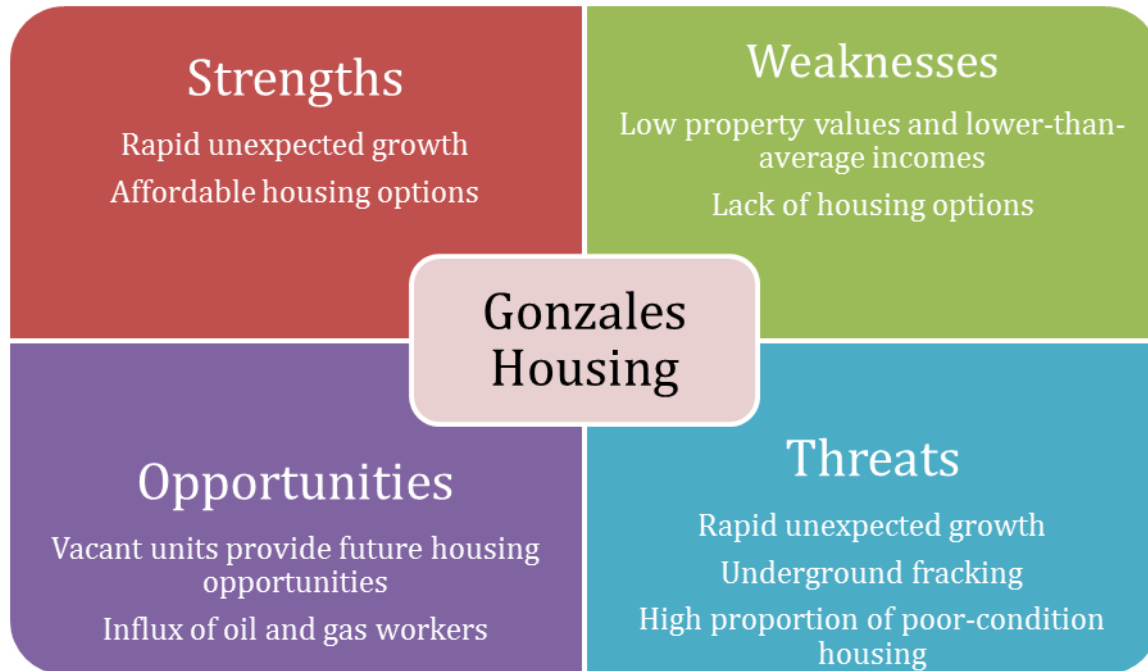 Strengths
Rapid unexpected growth
Affordable housing options
Weaknesses
Low property values and lower-than-
average incomes
Lack of housing options
Gonzales
Housing
Opportunities
Vacant units provide future housing
opportunities
Influx of oil and gas workers
Threats
Rapid unexpected growth
Underground fracking
High proportion of poor-condition
housing